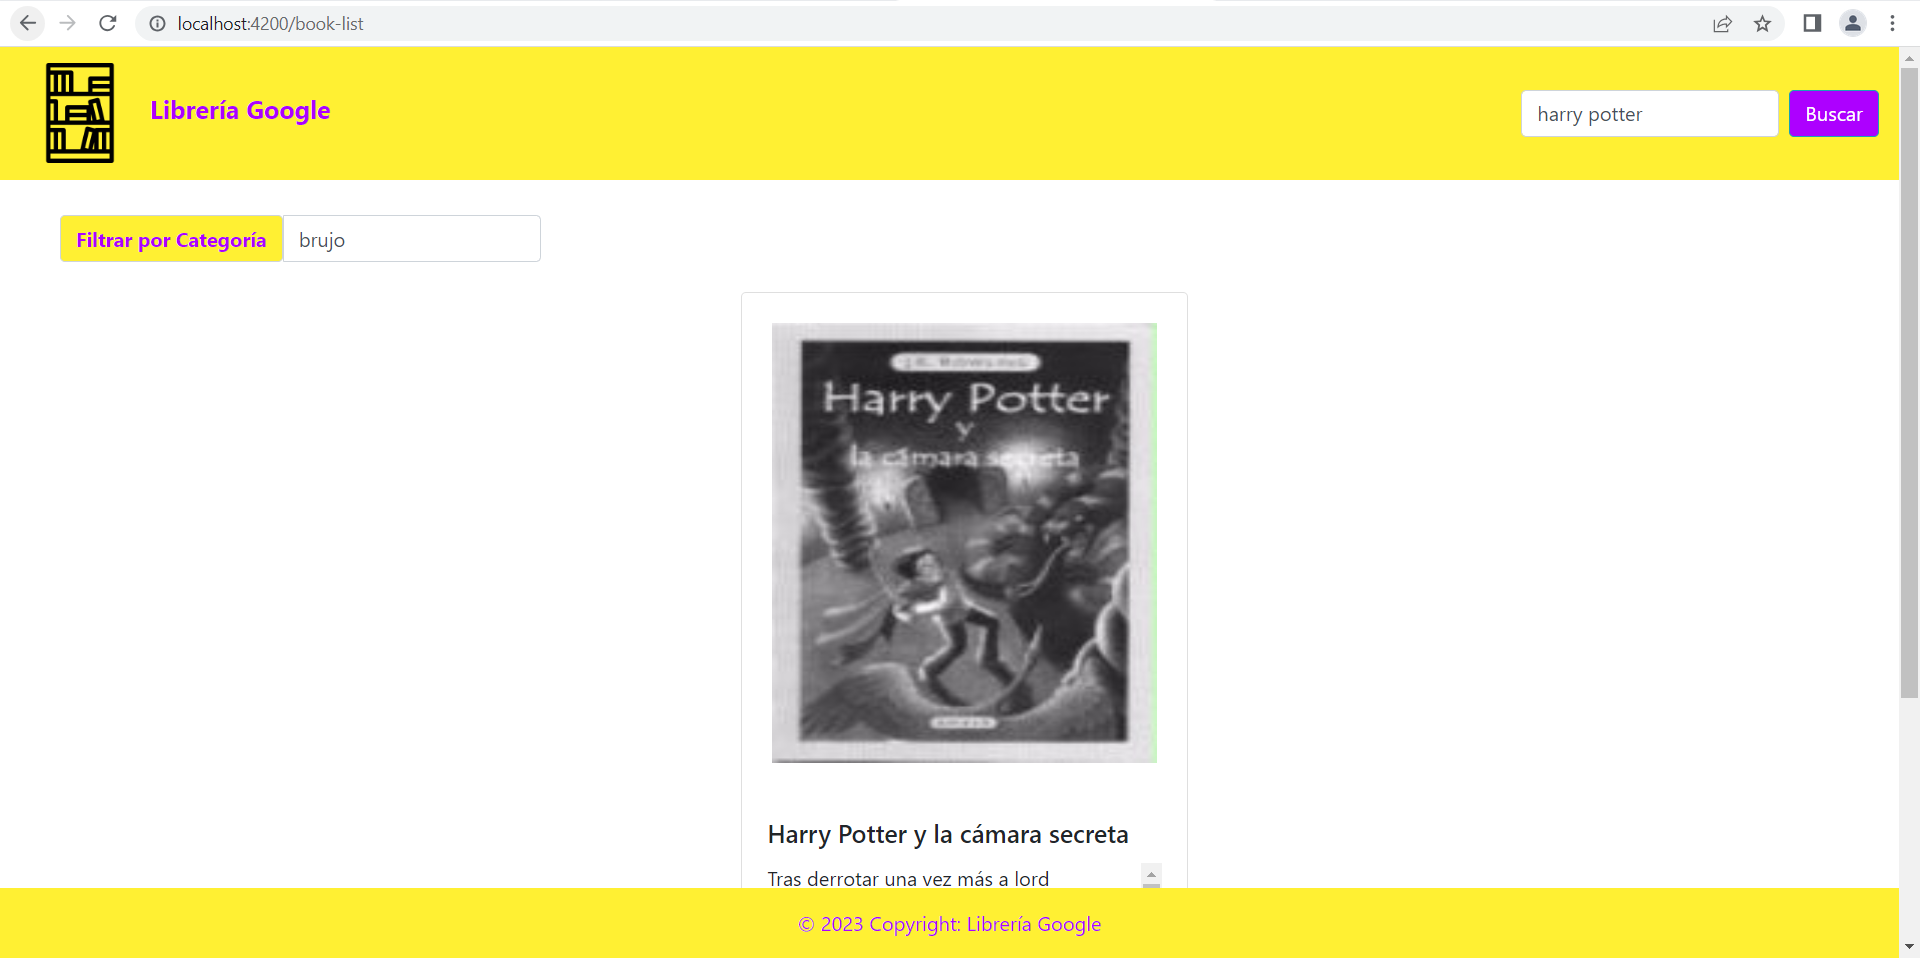 localhost:4200/book-list
Librería Google
harry potter
Buscar
Filtrar por Categoría
brujo
Harry Potter
y
la cámara secreta
Harry Potter y la cámara secreta
Tras derrotar una vez más a lord
© 2023 Copyright: Librería Google